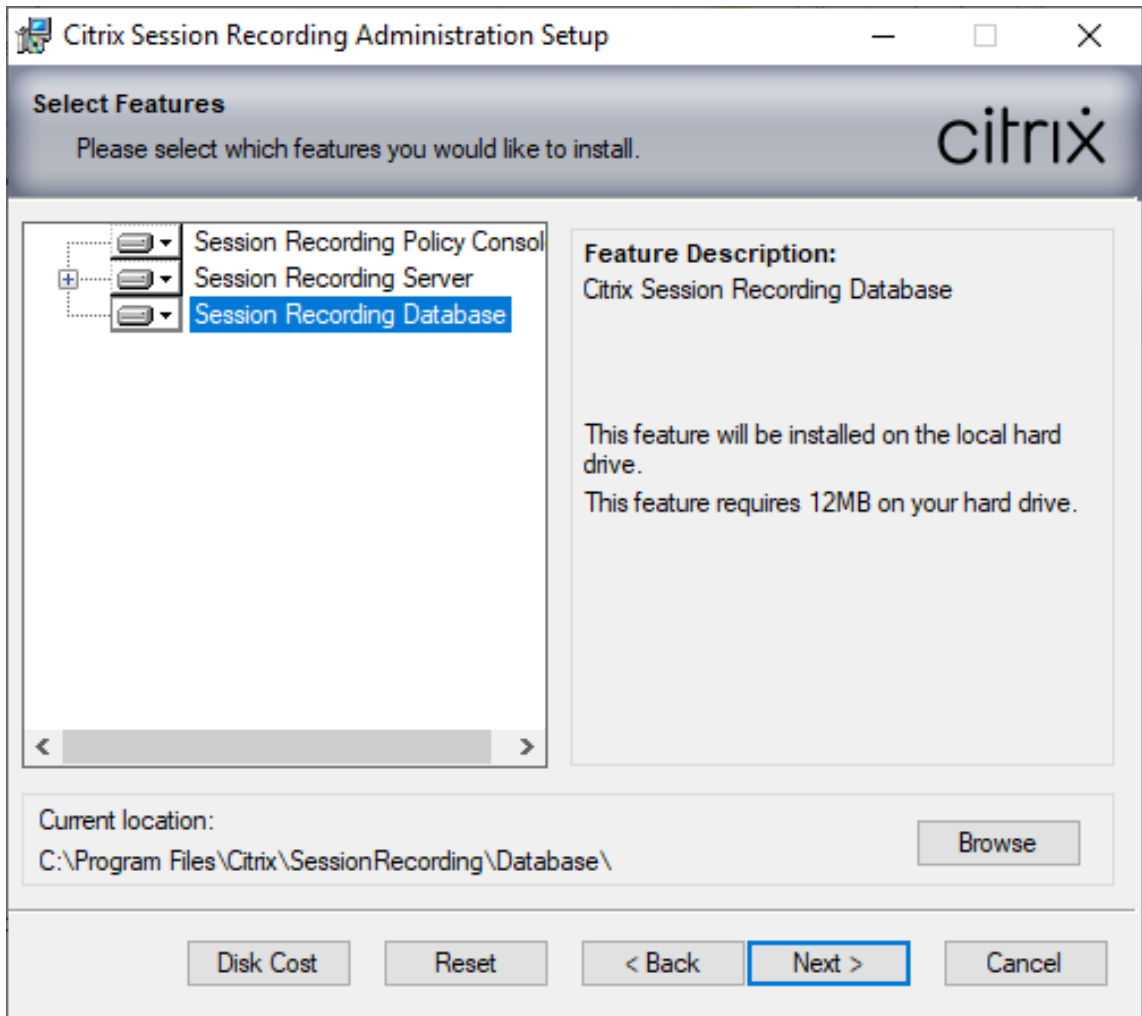 Citrix Session Recording Administration Setup
Select Features
Please select which features you would like to install.
citrix
Session Recording Policy Consol
Session Recording Server
Session Recording Database
Feature Description:
Citrix Session Recording Database
This feature will be installed on the local hard
drive.
This feature requires 12MB on your hard drive.
Current location:
C:\Program Files\Citrix\SessionRecording\Database\
Browse
Disk Cost
Reset
< Back
Next >
Cancel